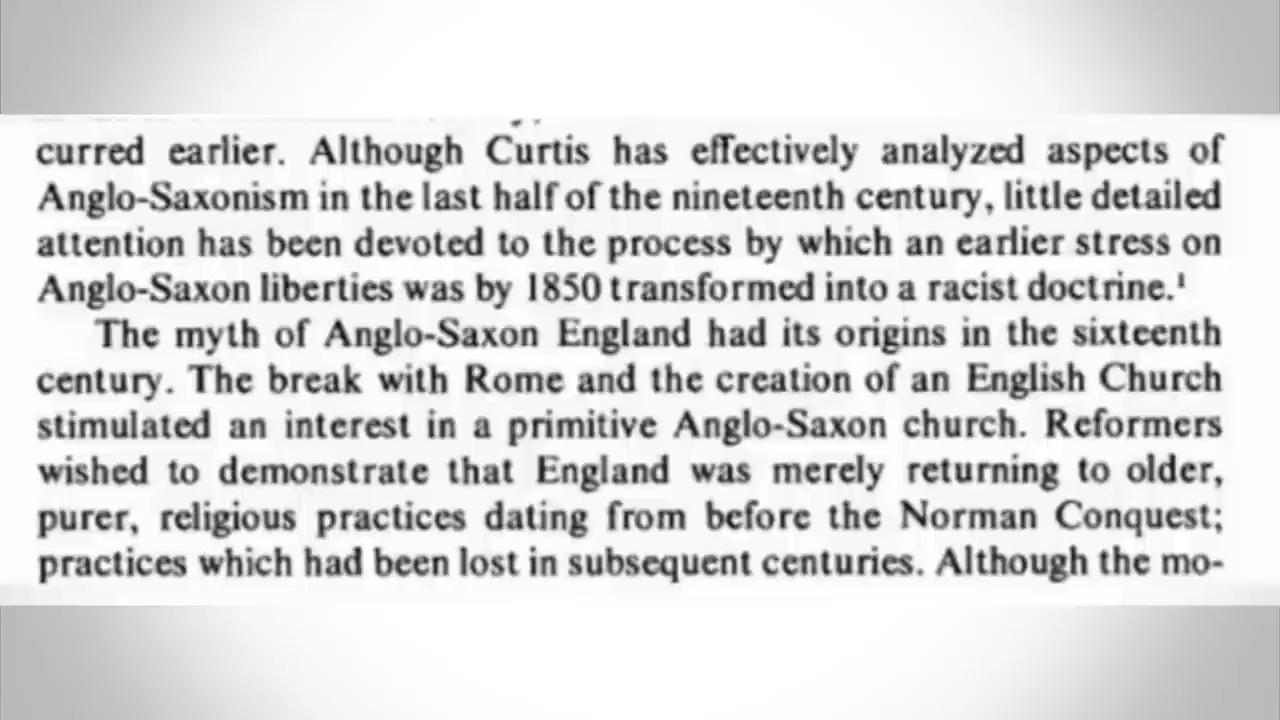 curred earlier. Although Curtis has effectively analyzed aspects of
Anglo-Saxonism in the last half of the nineteenth century, little detailed
attention has been devoted to the process by which an earlier stress on
Anglo-Saxon liberties was by 1850 transformed into a racist doctrine.¹
The myth of Anglo-Saxon England had its origins in the sixteenth
century. The break with Rome and the creation of an English Church
stimulated an interest in a primitive Anglo-Saxon church. Reformers
wished to demonstrate that England was merely returning to older,
purer, religious practices dating from before the Norman Conquest;
practices which had been lost in subsequent centuries. Although the mo-